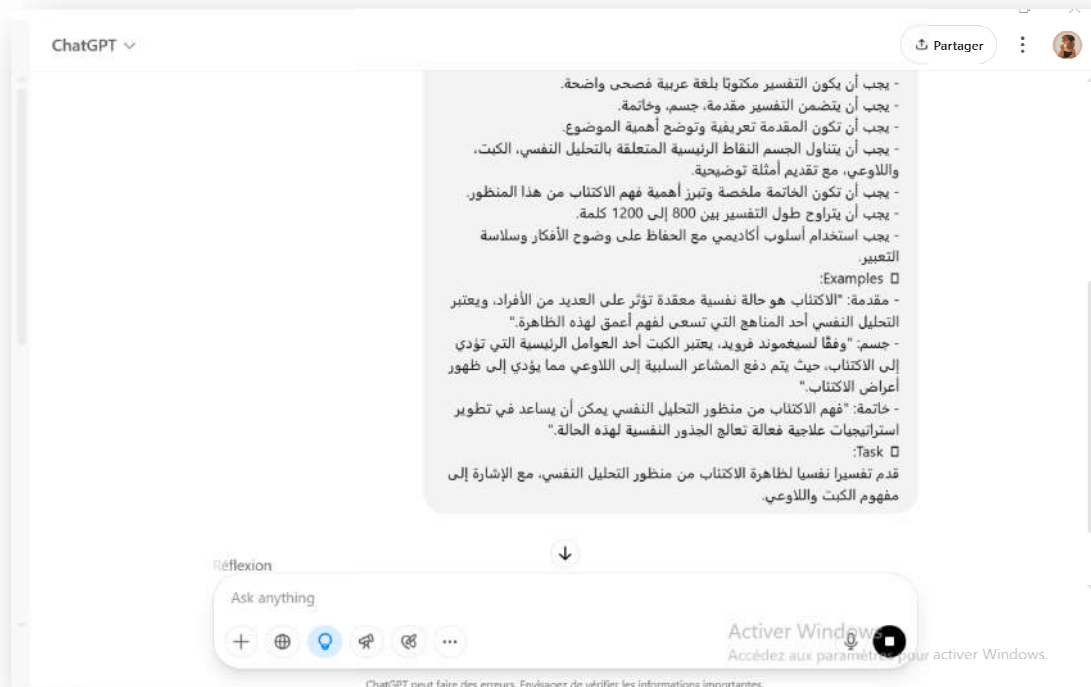 ChatGPT
Partager
- يجب أن يكون التفسير مكتوبًا بلغة عربية فصحى واضحة.
- يجب أن يتضمن التفسير مقدمة، جسم، وخاتمة.
- يجب أن تكون المقدمة تعريفية وتوضح أهمية الموضوع.
- يجب أن يتناول الجسم النقاط الرئيسية المتعلقة بالتحليل النفسي، الكبت،
واللاوعي، مع تقديم أمثلة توضيحية.
- يجب أن تكون الخاتمة ملخصة وتبرز أهمية فهم الاكتئاب من هذا المنظور.
- يجب أن يتراوح طول التفسير بين 800 إلى 1200 كلمة.
- يجب استخدام أسلوب أكاديمي مع الحفاظ على وضوح الأفكار وسلاسة
التعبير.
Examples:
- مقدمة: "الاكتئاب هو حالة نفسية معقدة تؤثر على العديد من الأفراد، ويعتبر
التحليل النفسي أحد المناهج التي تسعى لفهم أعمق لهذه الظاهرة."
- جسم: "وفقًا لسيغموند فرويد، يعتبر الكبت أحد العوامل الرئيسية التي تؤدي
إلى الاكتئاب، حيث يتم دفع المشاعر السلبية إلى اللاوعي مما يؤدي إلى ظهور
أعراض الاكتئاب."
- خاتمة: "فهم الاكتئاب من منظور التحليل النفسي يمكن أن يساعد في تطوير
استراتيجيات علاجية فعالة تعالج الجذور النفسية لهذه الحالة."
Task:
قدم تفسيرا نفسيا لظاهرة الاكتئاب من منظور التحليل النفسي، مع الإشارة إلى
مفهوم الكبت واللاوعي.
Réflexion
Ask anything
Activer Windows
Accédez aux paramètres pour activer Windows.
ChatGPT peut faire des erreurs. Envisagez de vérifier les informations importantes.